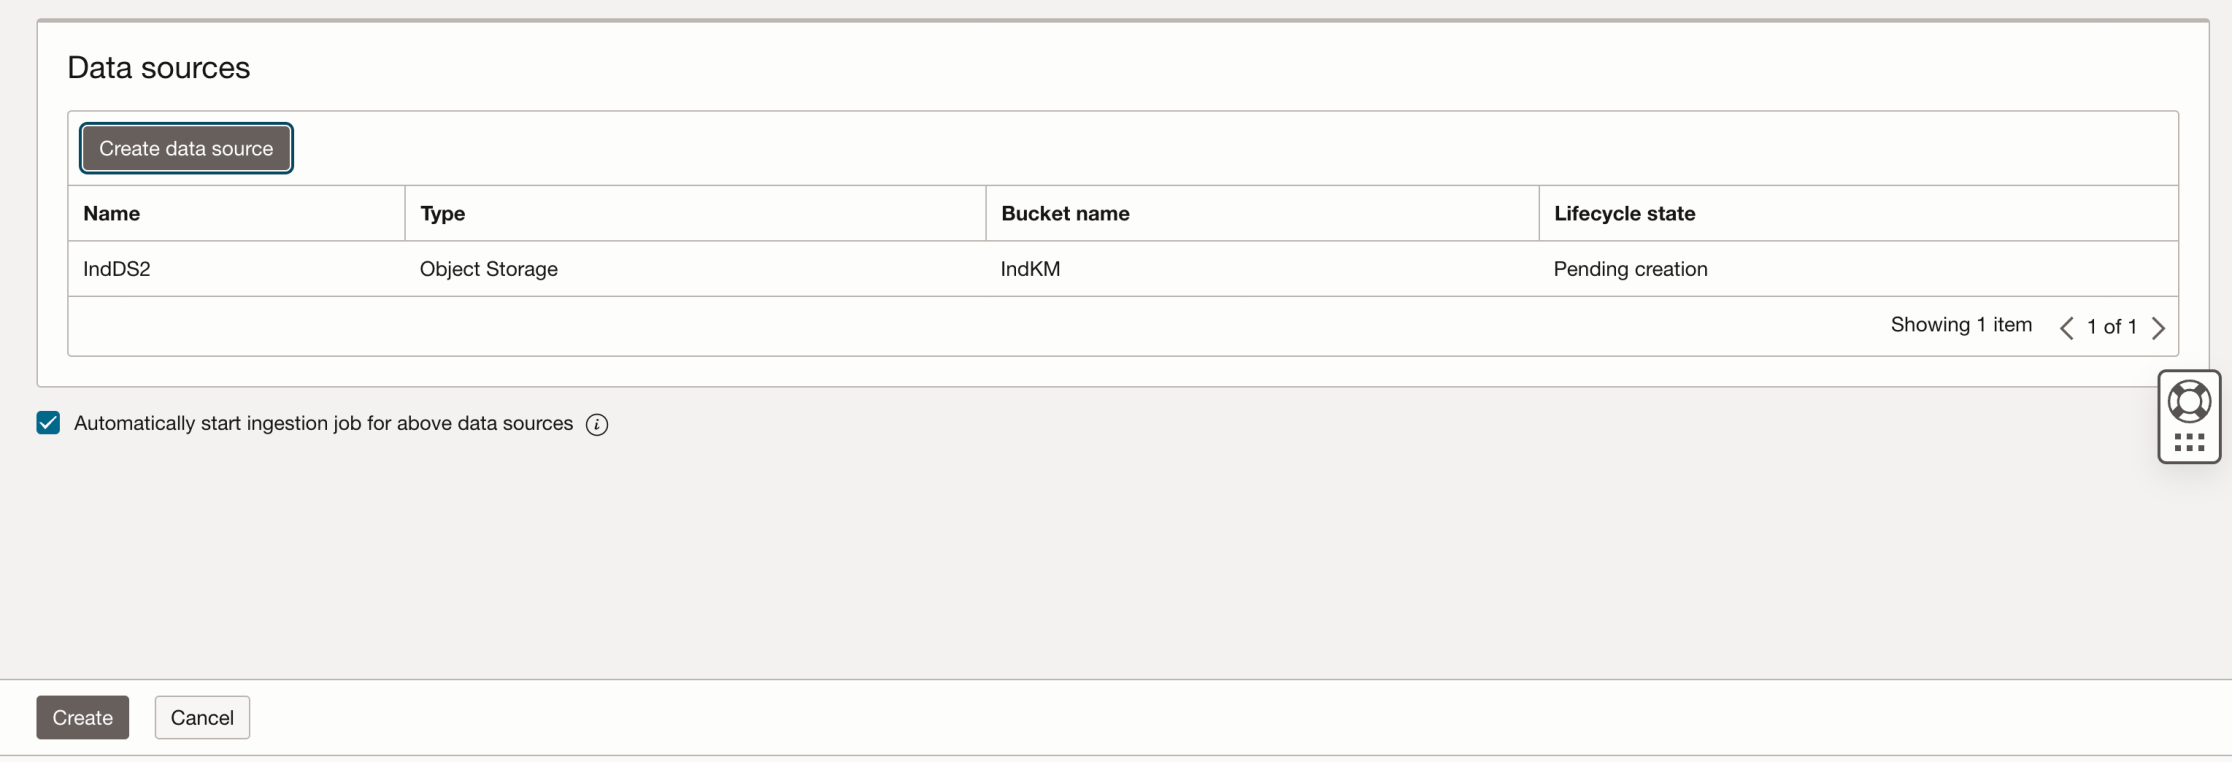 Data sources
Create data source
Name Type Bucket name Lifecycle state
IndDS2 Object Storage IndKM Pending creation
Showing 1 item 1 of 1
Automatically start ingestion job for above data sources
Create Cancel